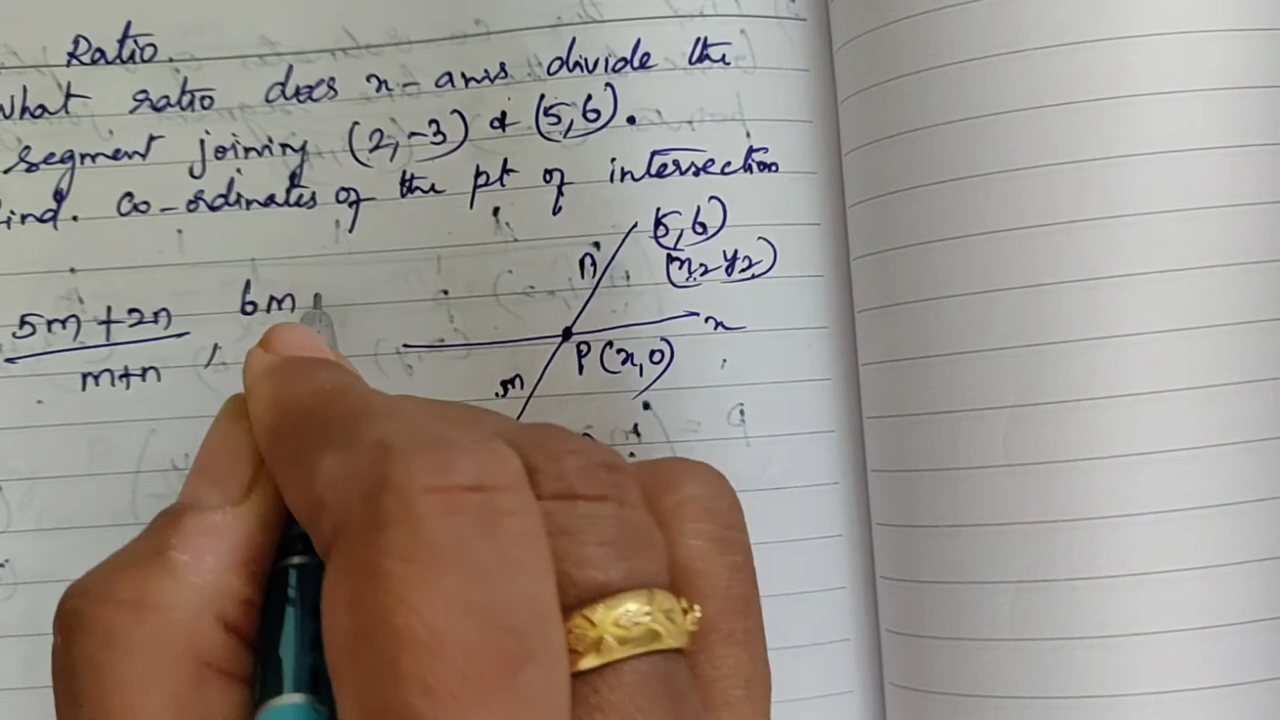 Ratio.
what ratio does x-axis divide the
segment joining (2,-3) & (5,6).
ind. Co-ordinates of the pt of intersection
(5,6)
n
(x2 y2)
5m+2n
m+n
,
6m
x
P(x,0)
m